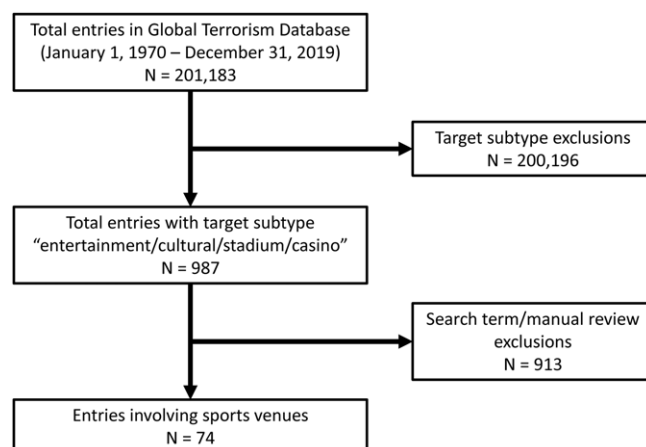 Total entries in Global Terrorism Database
(January 1, 1970 – December 31, 2019)
N = 201,183
Target subtype exclusions
N = 200,196
Total entries with target subtype
“entertainment/cultural/stadium/casino”
N = 987
Search term/manual review
exclusions
N = 913
Entries involving sports venues
N = 74